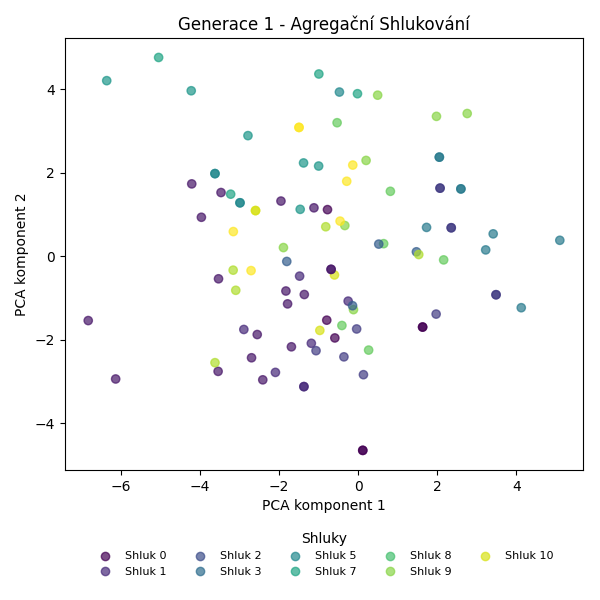 Generace 1 - Agregační Shlukování
PCA komponent 2
4
2
0
−2
−4
−6 −4 −2 0 2 4
PCA komponent 1
Shluky
Shluk 0 Shluk 2 Shluk 5 Shluk 8 Shluk 10
Shluk 1 Shluk 3 Shluk 7 Shluk 9